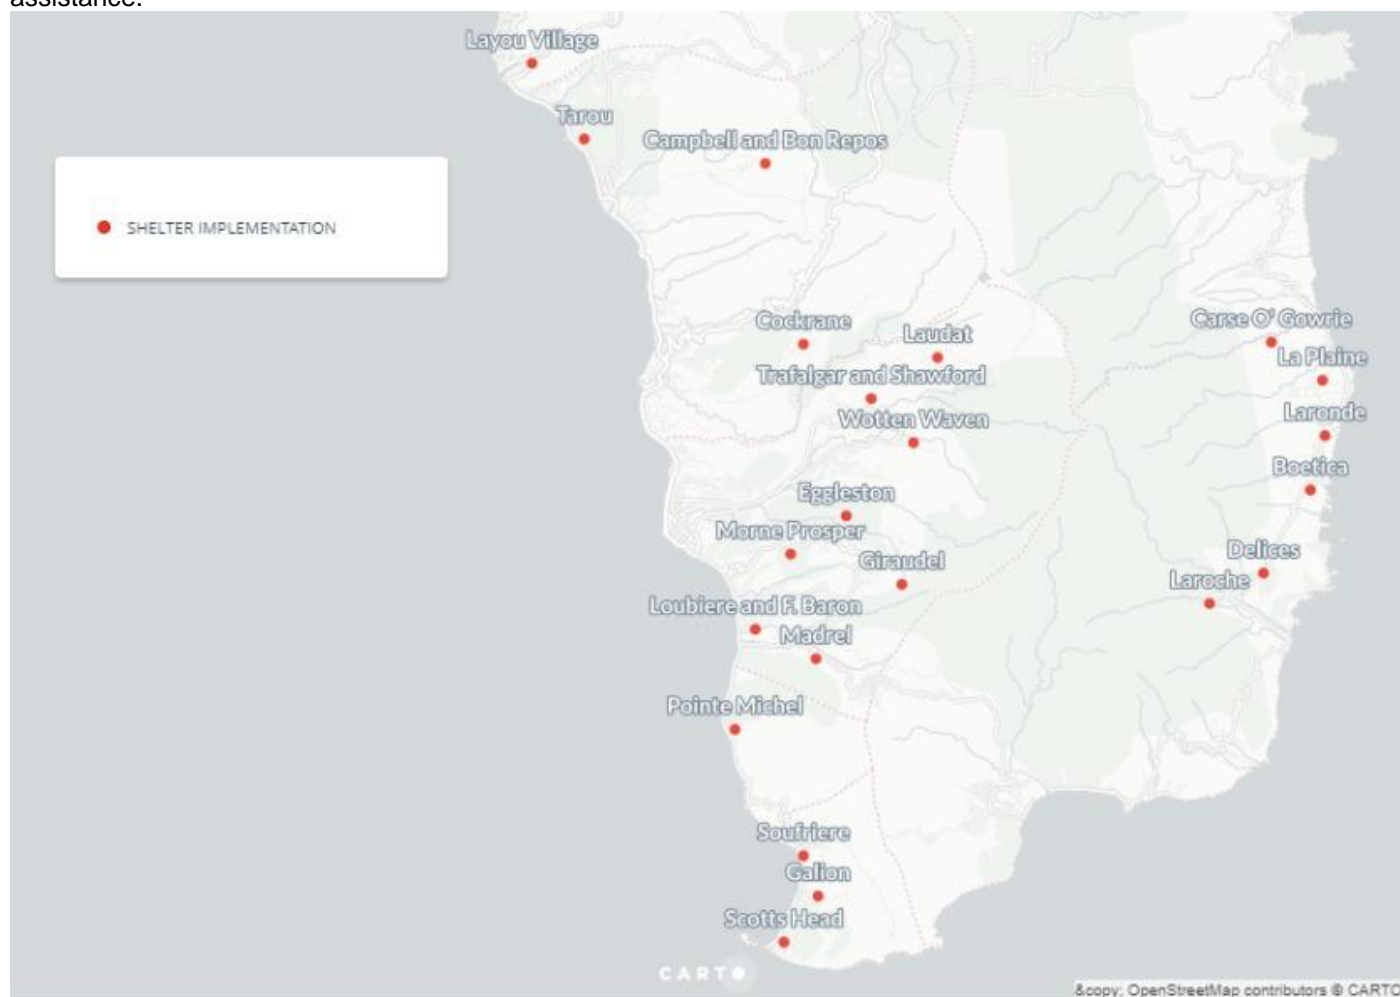 assistance.
Layou Village
Tarou
Campbell and Bon Repos
SHELTER IMPLEMENTATION
Cockrane
Laudat
Carse O' Gowrie
La Plaine
Trafalgar and Shawford
Wotten Waven
Laronde
Boetica
Eggleston
Morne Prosper
Giraudel
Delices
Laroche
Loubiere and F. Baron
Madrel
Pointe Michel
Soufriere
Galion
Scotts Head
CARTO
&copy; OpenStreetMap contributors © CARTO